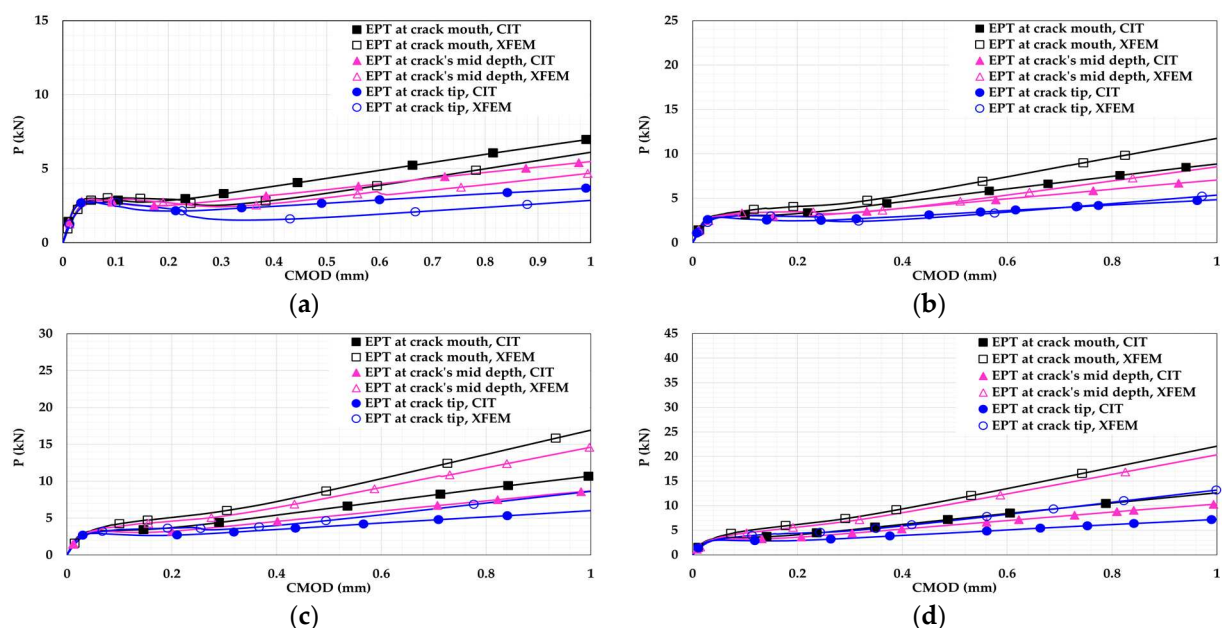 15
10
5
0
P (kN)
EPT at crack mouth, CIT
EPT at crack mouth, XFEM
EPT at crack's mid depth, CIT
EPT at crack's mid depth, XFEM
EPT at crack tip, CIT
EPT at crack tip, XFEM
0 0.1 0.2 0.3 0.4 0.5 0.6 0.7 0.8 0.9 1
CMOD (mm)
(a)
25
20
15
10
5
0
P (kN)
EPT at crack mouth, CIT
EPT at crack mouth, XFEM
EPT at crack's mid depth, CIT
EPT at crack's mid depth, XFEM
EPT at crack tip, CIT
EPT at crack tip, XFEM
0 0.2 0.4 0.6 0.8 1
CMOD (mm)
(b)
30
25
20
15
10
5
0
P (kN)
EPT at crack mouth, CIT
EPT at crack mouth, XFEM
EPT at crack's mid depth, CIT
EPT at crack's mid depth, XFEM
EPT at crack tip, CIT
EPT at crack tip, XFEM
0 0.2 0.4 0.6 0.8 1
CMOD (mm)
(c)
45
40
35
30
25
20
15
10
5
0
P (kN)
EPT at crack mouth, CIT
EPT at crack mouth, XFEM
EPT at crack's mid depth, CIT
EPT at crack's mid depth, XFEM
EPT at crack tip, CIT
EPT at crack tip, XFEM
0 0.2 0.4 0.6 0.8 1
CMOD (mm)
(d)